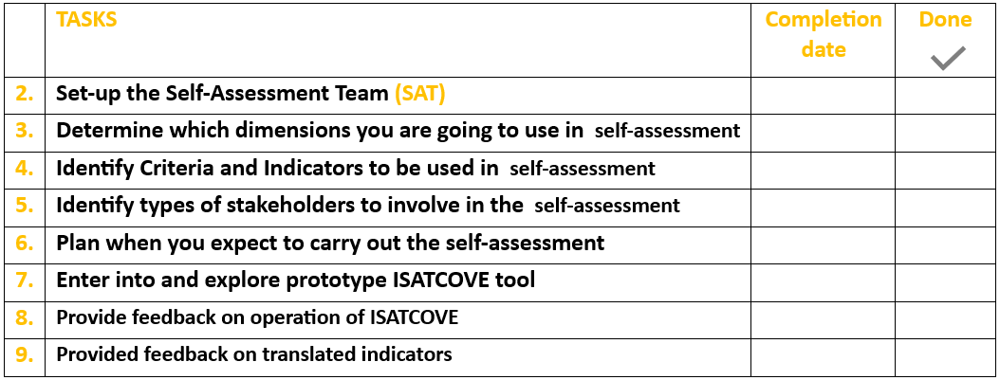 TASKS Completion date Done
2. Set-up the Self-Assessment Team (SAT)
3. Determine which dimensions you are going to use in self-assessment
4. Identify Criteria and Indicators to be used in self-assessment
5. Identify types of stakeholders to involve in the self-assessment
6. Plan when you expect to carry out the self-assessment
7. Enter into and explore prototype ISATCOVE tool
8. Provide feedback on operation of ISATCOVE
9. Provided feedback on translated indicators